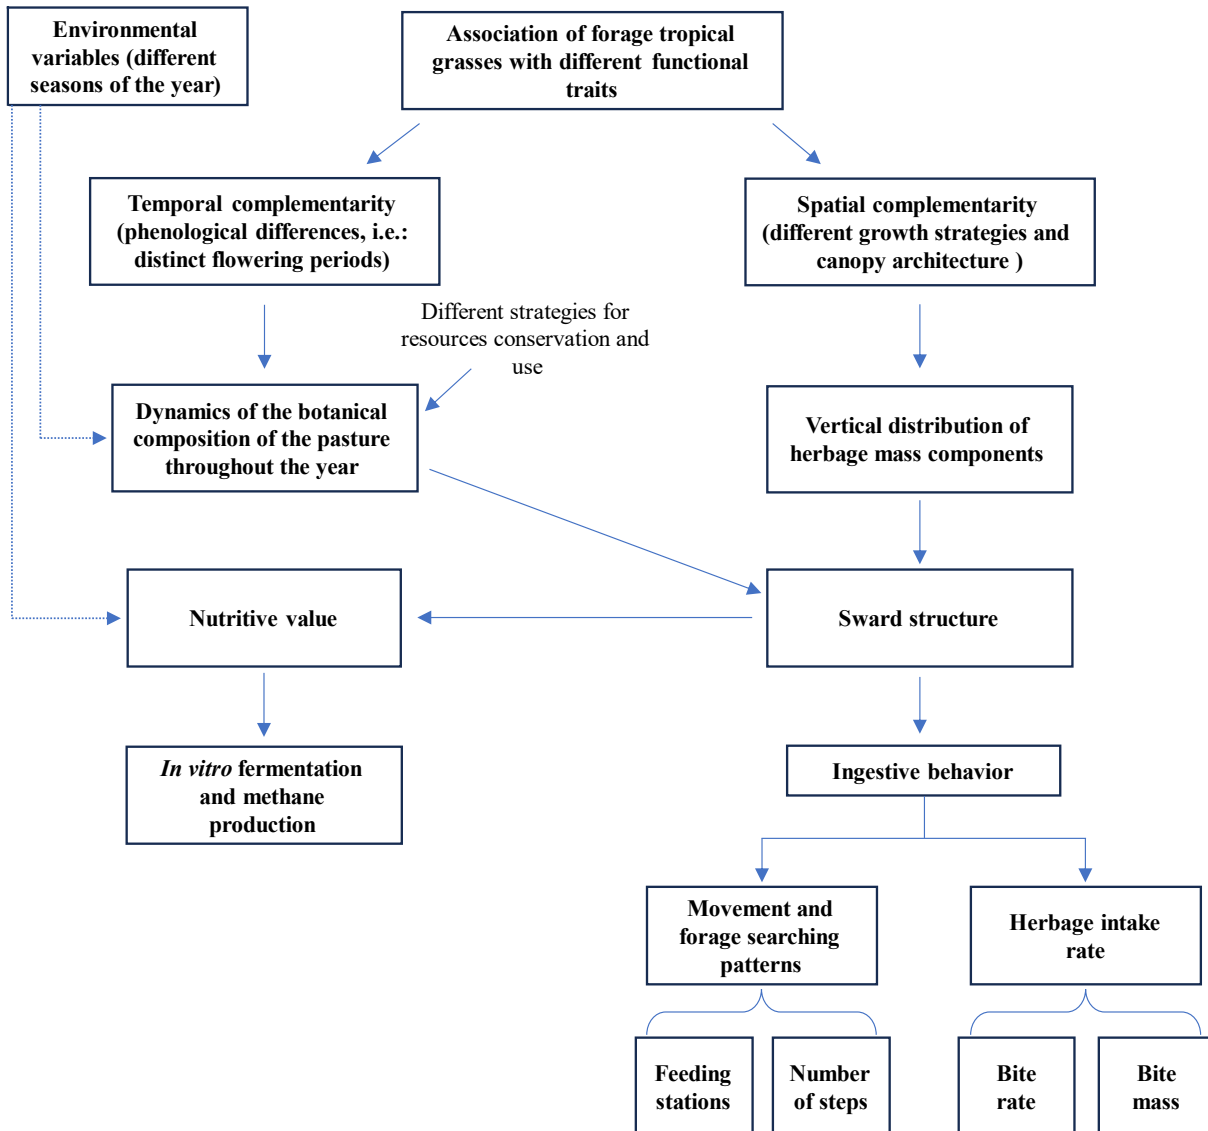 Environmental
variables (different
seasons of the year)
Association of forage tropical
grasses with different functional
traits
Temporal complementarity
(phenological differences, i.e.:
distinct flowering periods)
Spatial complementarity
(different growth strategies and
canopy architecture )
Different strategies for
resources conservation and
use
Dynamics of the botanical
composition of the pasture
throughout the year
Vertical distribution of
herbage mass components
Nutritive value
Sward structure
In vitro fermentation
and methane
production
Ingestive behavior
Movement and
forage searching
patterns
Herbage intake
rate
Feeding
stations
Number
of steps
Bite
rate
Bite
mass